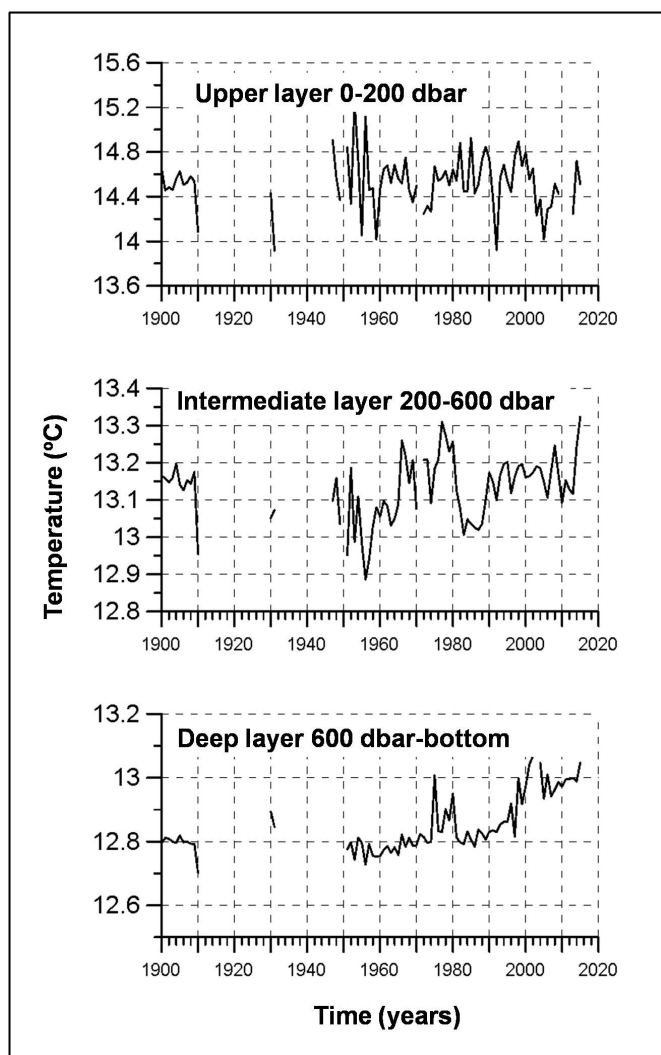 15.6
Upper layer 0-200 dbar
15.2
14.8
14.4
14
13.6
1900 1920 1940 1960 1980 2000 2020
Temperature (ºC)
13.4
Intermediate layer 200-600 dbar
13.3
13.2
13.1
13
12.9
12.8
1900 1920 1940 1960 1980 2000 2020
13.2
Deep layer 600 dbar-bottom
13
12.8
12.6
1900 1920 1940 1960 1980 2000 2020
Time (years)